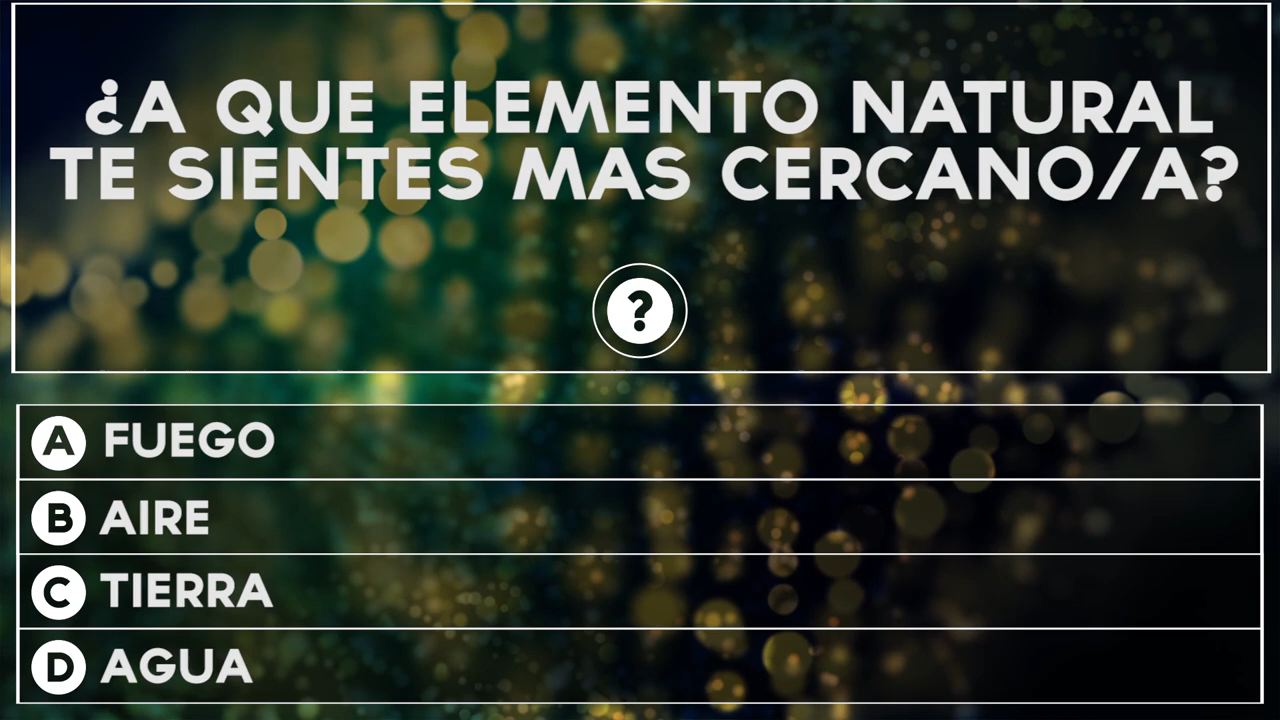 ¿A QUE ELEMENTO NATURAL
TE SIENTES MAS CERCANO/A?
?
A FUEGO
B AIRE
C TIERRA
D AGUA